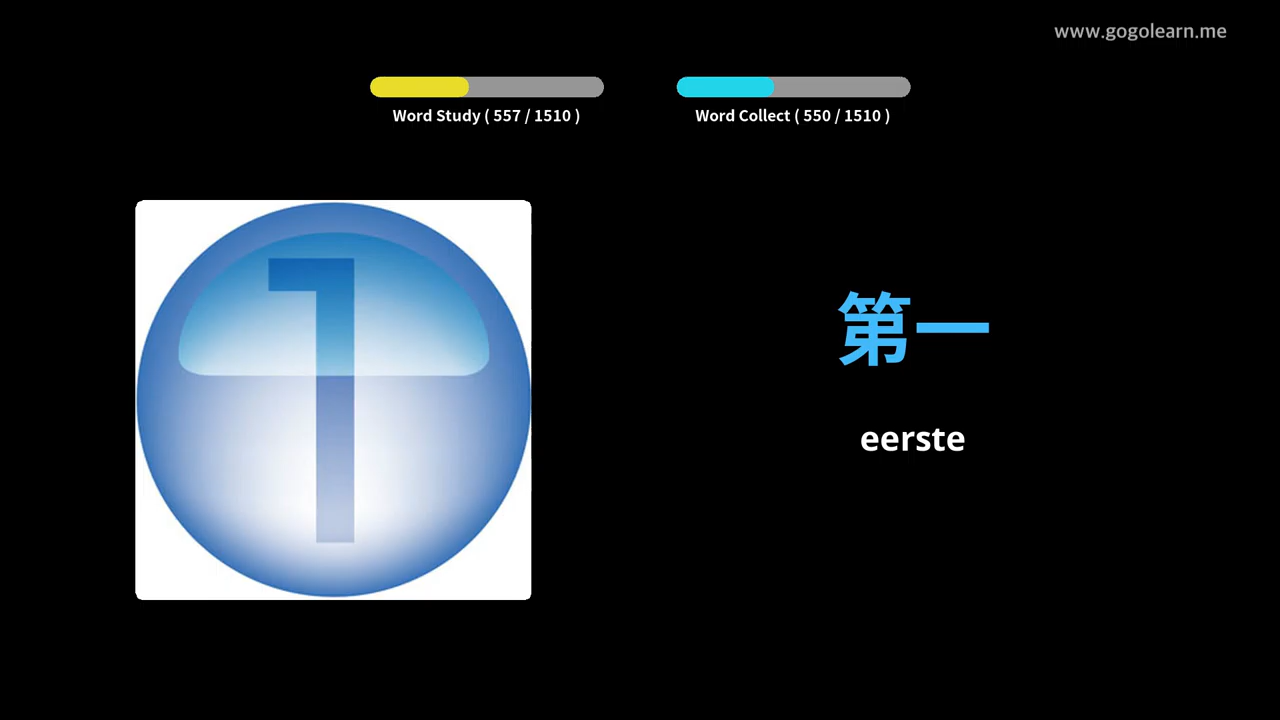 www.gogolearn.me
Word Study ( 557 / 1510 )
Word Collect ( 550 / 1510 )
1
第一
eerste